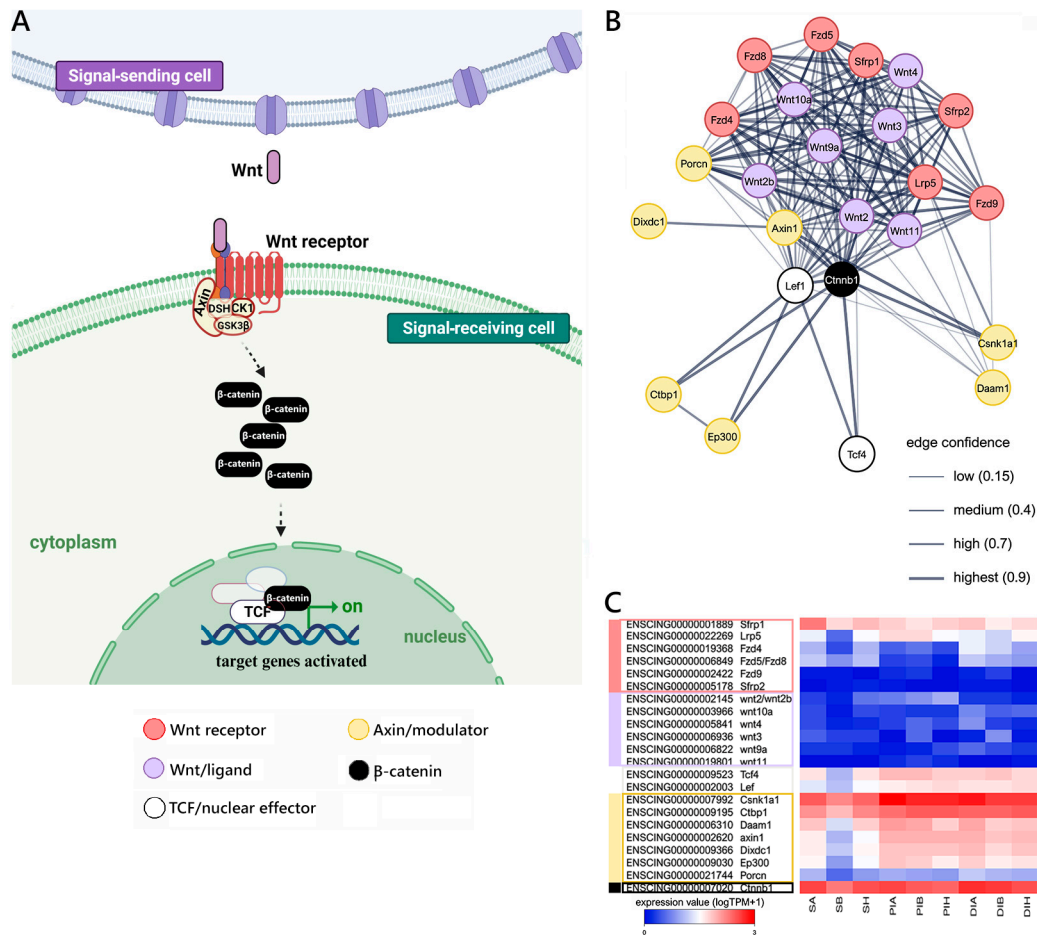 A
Signal-sending cell
Wnt
Wnt receptor
Axin
DSH
CK1
GSK3β
Signal-receiving cell
β-catenin
β-catenin
β-catenin
β-catenin
β-catenin
cytoplasm
β-catenin
TCF
on
nucleus
target genes activated
Wnt receptor
Axin/modulator
Wnt/ligand
β-catenin
TCF/nuclear effector
B
Fzd5
Fzd8
Sfrp1
Wnt4
Wnt10a
Sfrp2
Fzd4
Wnt3
Wnt9a
Porcn
Wnt2b
Lrp5
Fzd9
Dixdc1
Axin1
Wnt2
Wnt11
Lef1
Ctnnb1
Csnk1a1
Daam1
Ctbp1
Ep300
Tcf4
edge confidence
low (0.15)
medium (0.4)
high (0.7)
highest (0.9)
C
ENSCING00000001889 Sfrp1
ENSCING00000022269 Lrp5
ENSCING00000019368 Fzd4
ENSCING00000006849 Fzd5/Fzd8
ENSCING00000002422 Fzd9
ENSCING00000005178 Sfrp2
ENSCING00000002145 wnt2/wnt2b
ENSCING00000003966 wnt10a
ENSCING00000005841 wnt4
ENSCING00000006936 wnt3
ENSCING00000006822 wnt9a
ENSCING00000019801 wnt11
ENSCING00000009523 Tcf4
ENSCING00000002003 Lef
ENSCING00000007992 Csnk1a1
ENSCING00000009195 Ctbp1
ENSCING00000006310 Daam1
ENSCING00000002620 axin1
ENSCING00000009366 Dixdc1
ENSCING00000009030 Ep300
ENSCING00000021744 Porcn
ENSCING00000007020 Ctnnb1
SA SB SH PIA PIB PIH DIA DIB DIH
expression value (logTPM+1)
0 3